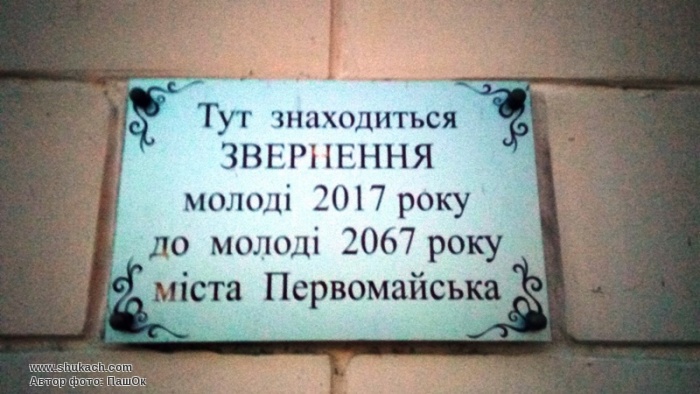 Тут знаходиться
ЗВЕРНЕННЯ
молоді 2017 року
до молоді 2067 року
міста Первомайська
www.shukach.com
Автор фото: ПашОк